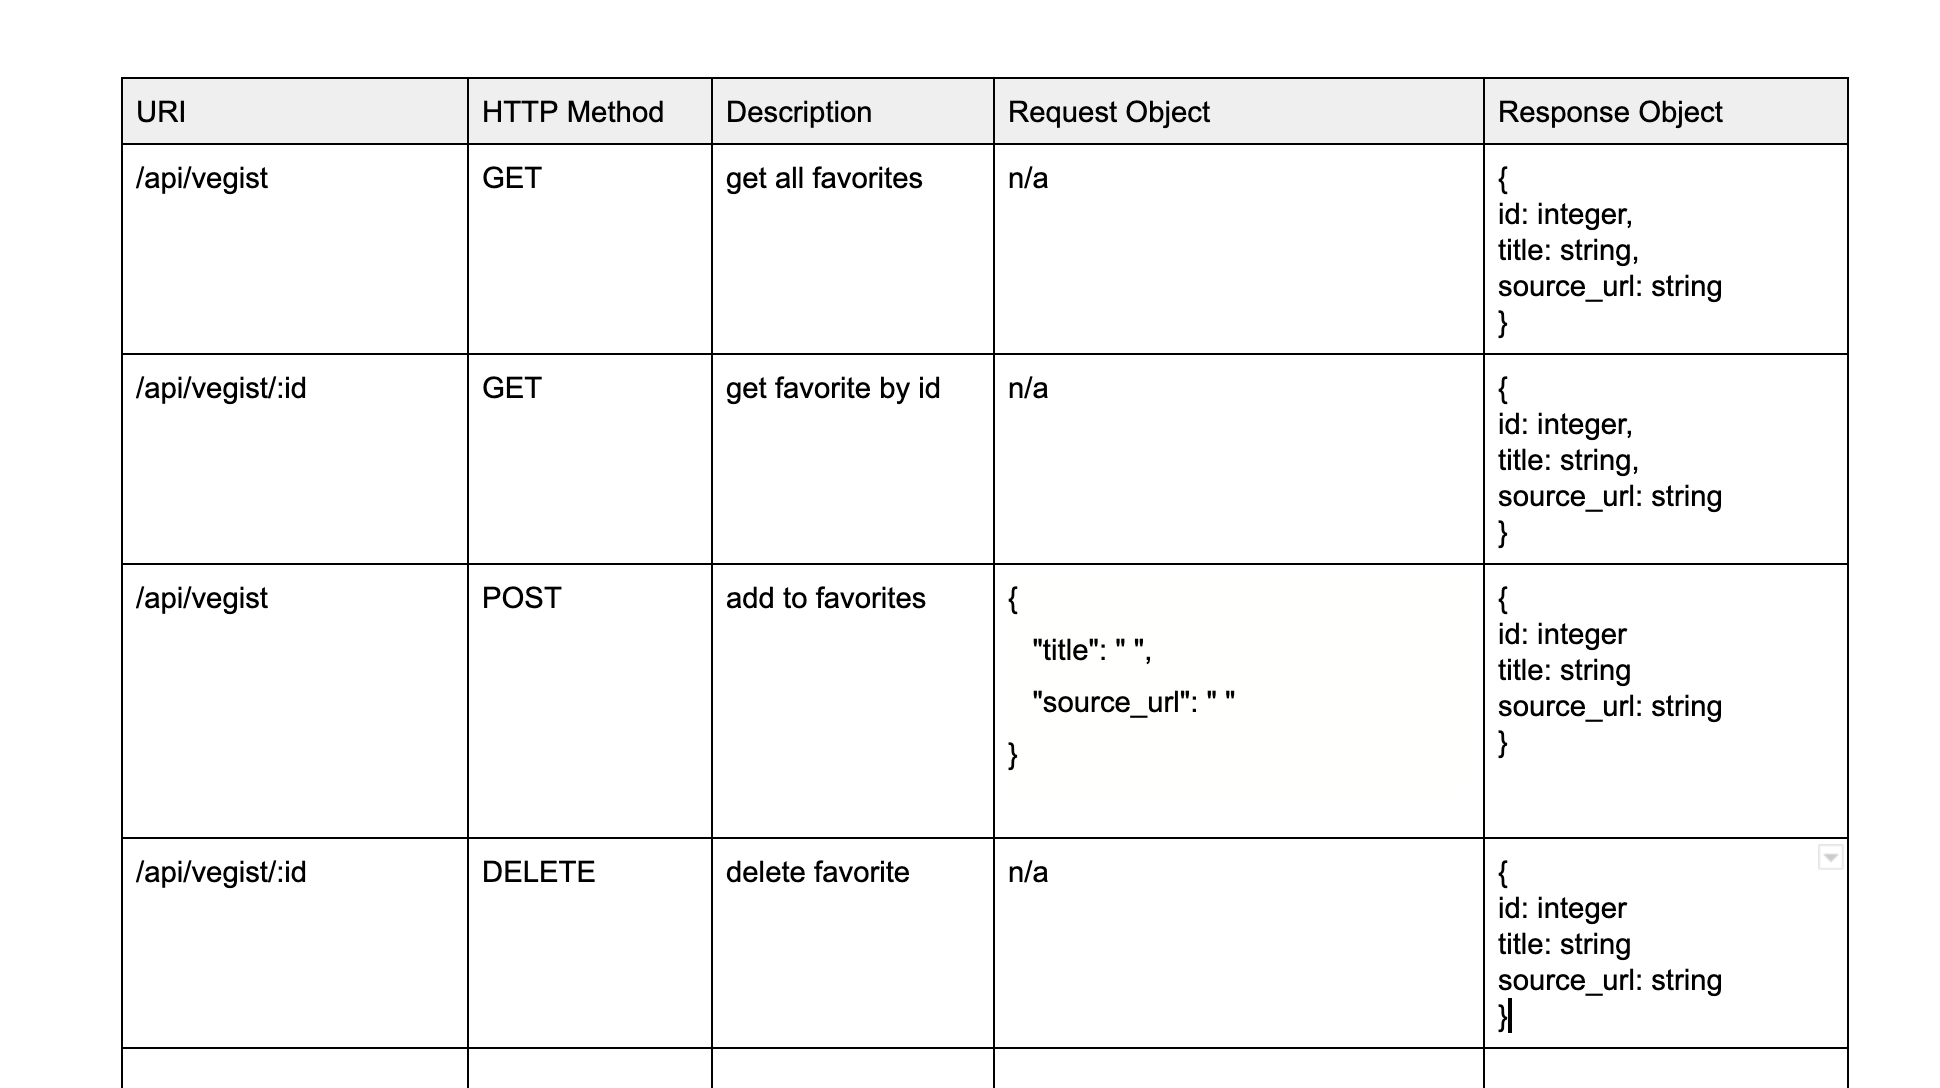 URI HTTP Method Description Request Object Response Object
/api/vegist GET get all favorites n/a {
id: integer,
title: string,
source_url: string
}
/api/vegist/:id GET get favorite by id n/a {
id: integer,
title: string,
source_url: string
}
/api/vegist POST add to favorites {
"title": " ",
"source_url": " "
}
{
id: integer
title: string
source_url: string
}
/api/vegist/:id DELETE delete favorite n/a {
id: integer
title: string
source_url: string
}